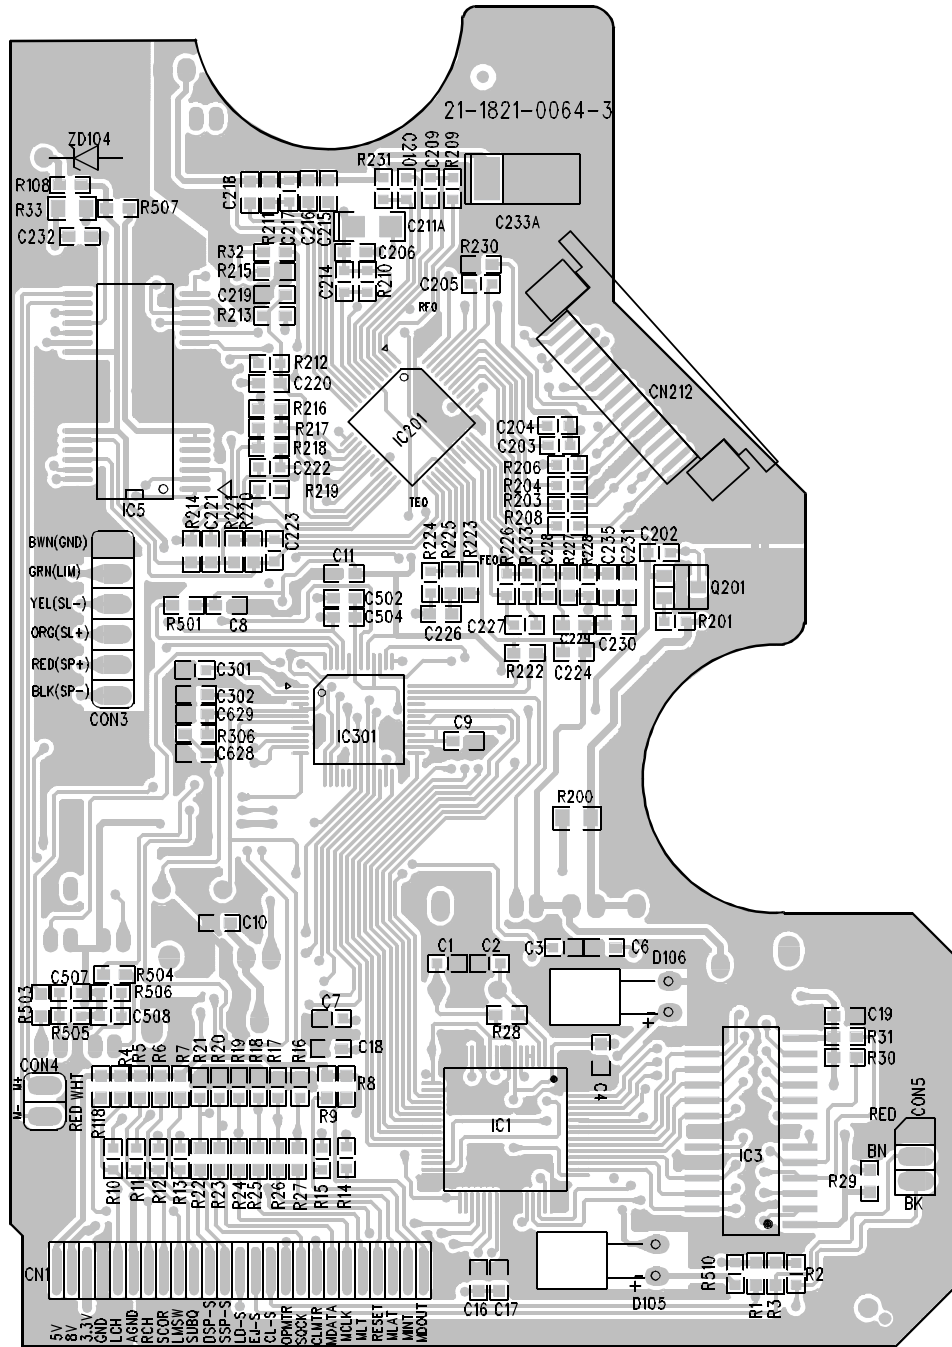 21-1821-0064-3
ZD104
R108
R33
R507
C232
C218
R211
C217
C216
C215
R231
C210
C209
R209
C211A
C233A
R32
R215
C219
R213
C206
C214
R210
R230
C205
RFO
R212
C220
R216
R217
R218
C222
R219
IC201
CN212
C204
C203
R206
R204
R203
R208
TEO
IC5
R214
C221
R221
R220
C223
BWN(GND)
GRN(LIM)
YEL(SL-)
ORG(SL+)
RED(SP+)
BLK(SP-)
CON3
C11
C502
C504
R501
C8
R224
R225
R223
FEO
R226
R233
C228
R227
R228
C235
C231
C202
Q201
R201
C226
C227
C229
C230
R222
C224
C301
C302
C629
R306
C628
IC301
C9
R200
C10
C1
C2
C3
C6
D106
+
R28
C4
C507
R504
R503
R506
R505
C508
C7
C18
C19
R31
R30
CON4
M+
M-
RED
WHT
R118
R4
R5
R6
R7
R21
R20
R19
R18
R17
R16
R8
R9
IC1
IC3
CON5
RED
BN
BK
R29
R10
R11
R12
R13
R22
R23
R24
R25
R26
R27
R15
R14
CN1
C16
C17
D105
+
R510
R1
R3
R2
5V
8V
3.3V
GND
LCH
AGND
RCH
SCOR
LMSW
SUBQ
DSP-S
SSP-S
LD-S
EJ-S
CL-S
OPMTR
SQCK
CLMTR
MDATA
MCLK
MLT
RESET
MLAT
MINT
MDOUT